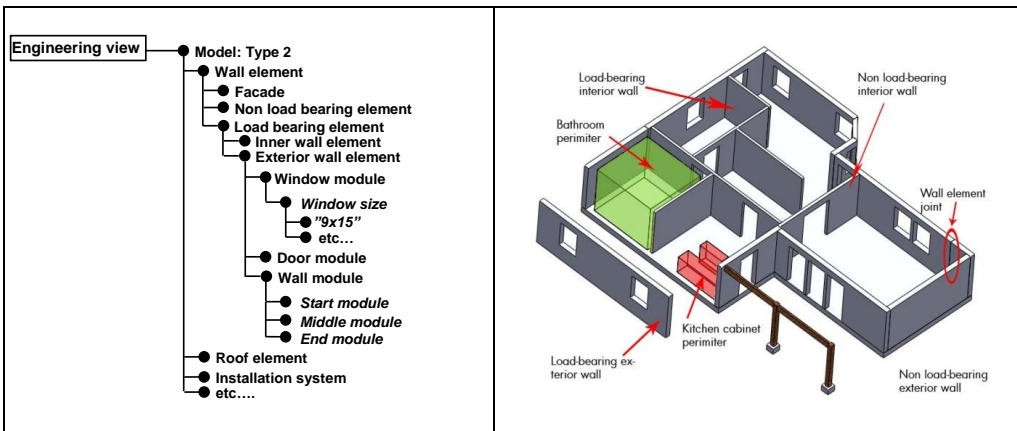 Engineering view
Model: Type 2
Wall element
Facade
Non load bearing element
Load bearing element
Inner wall element
Exterior wall element
Window module
Window size
”9x15”
etc…
Door module
Wall module
Start module
Middle module
End module
Roof element
Installation system
etc….
Load-bearing
interior wall
Non load-bearing
interior wall
Bathroom
perimiter
Wall element
joint
Kitchen cabinet
perimiter
Load-bearing ex-
terior wall
Non load-bearing
exterior wall